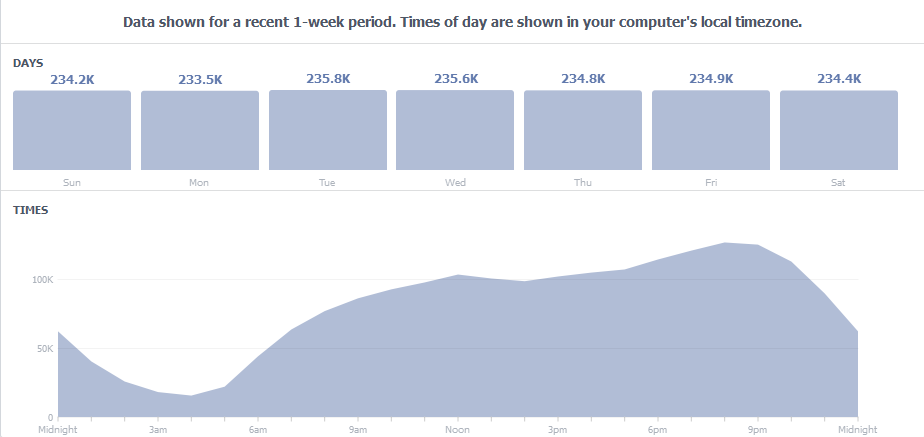 Data shown for a recent 1-week period. Times of day are shown in your computer's local timezone.
DAYS
234.2K 233.5K 235.8K 235.6K 234.8K 234.9K 234.4K
Sun Mon Tue Wed Thu Fri Sat
TIMES
100K
50K
0
Midnight 3am 6am 9am Noon 3pm 6pm 9pm Midnight